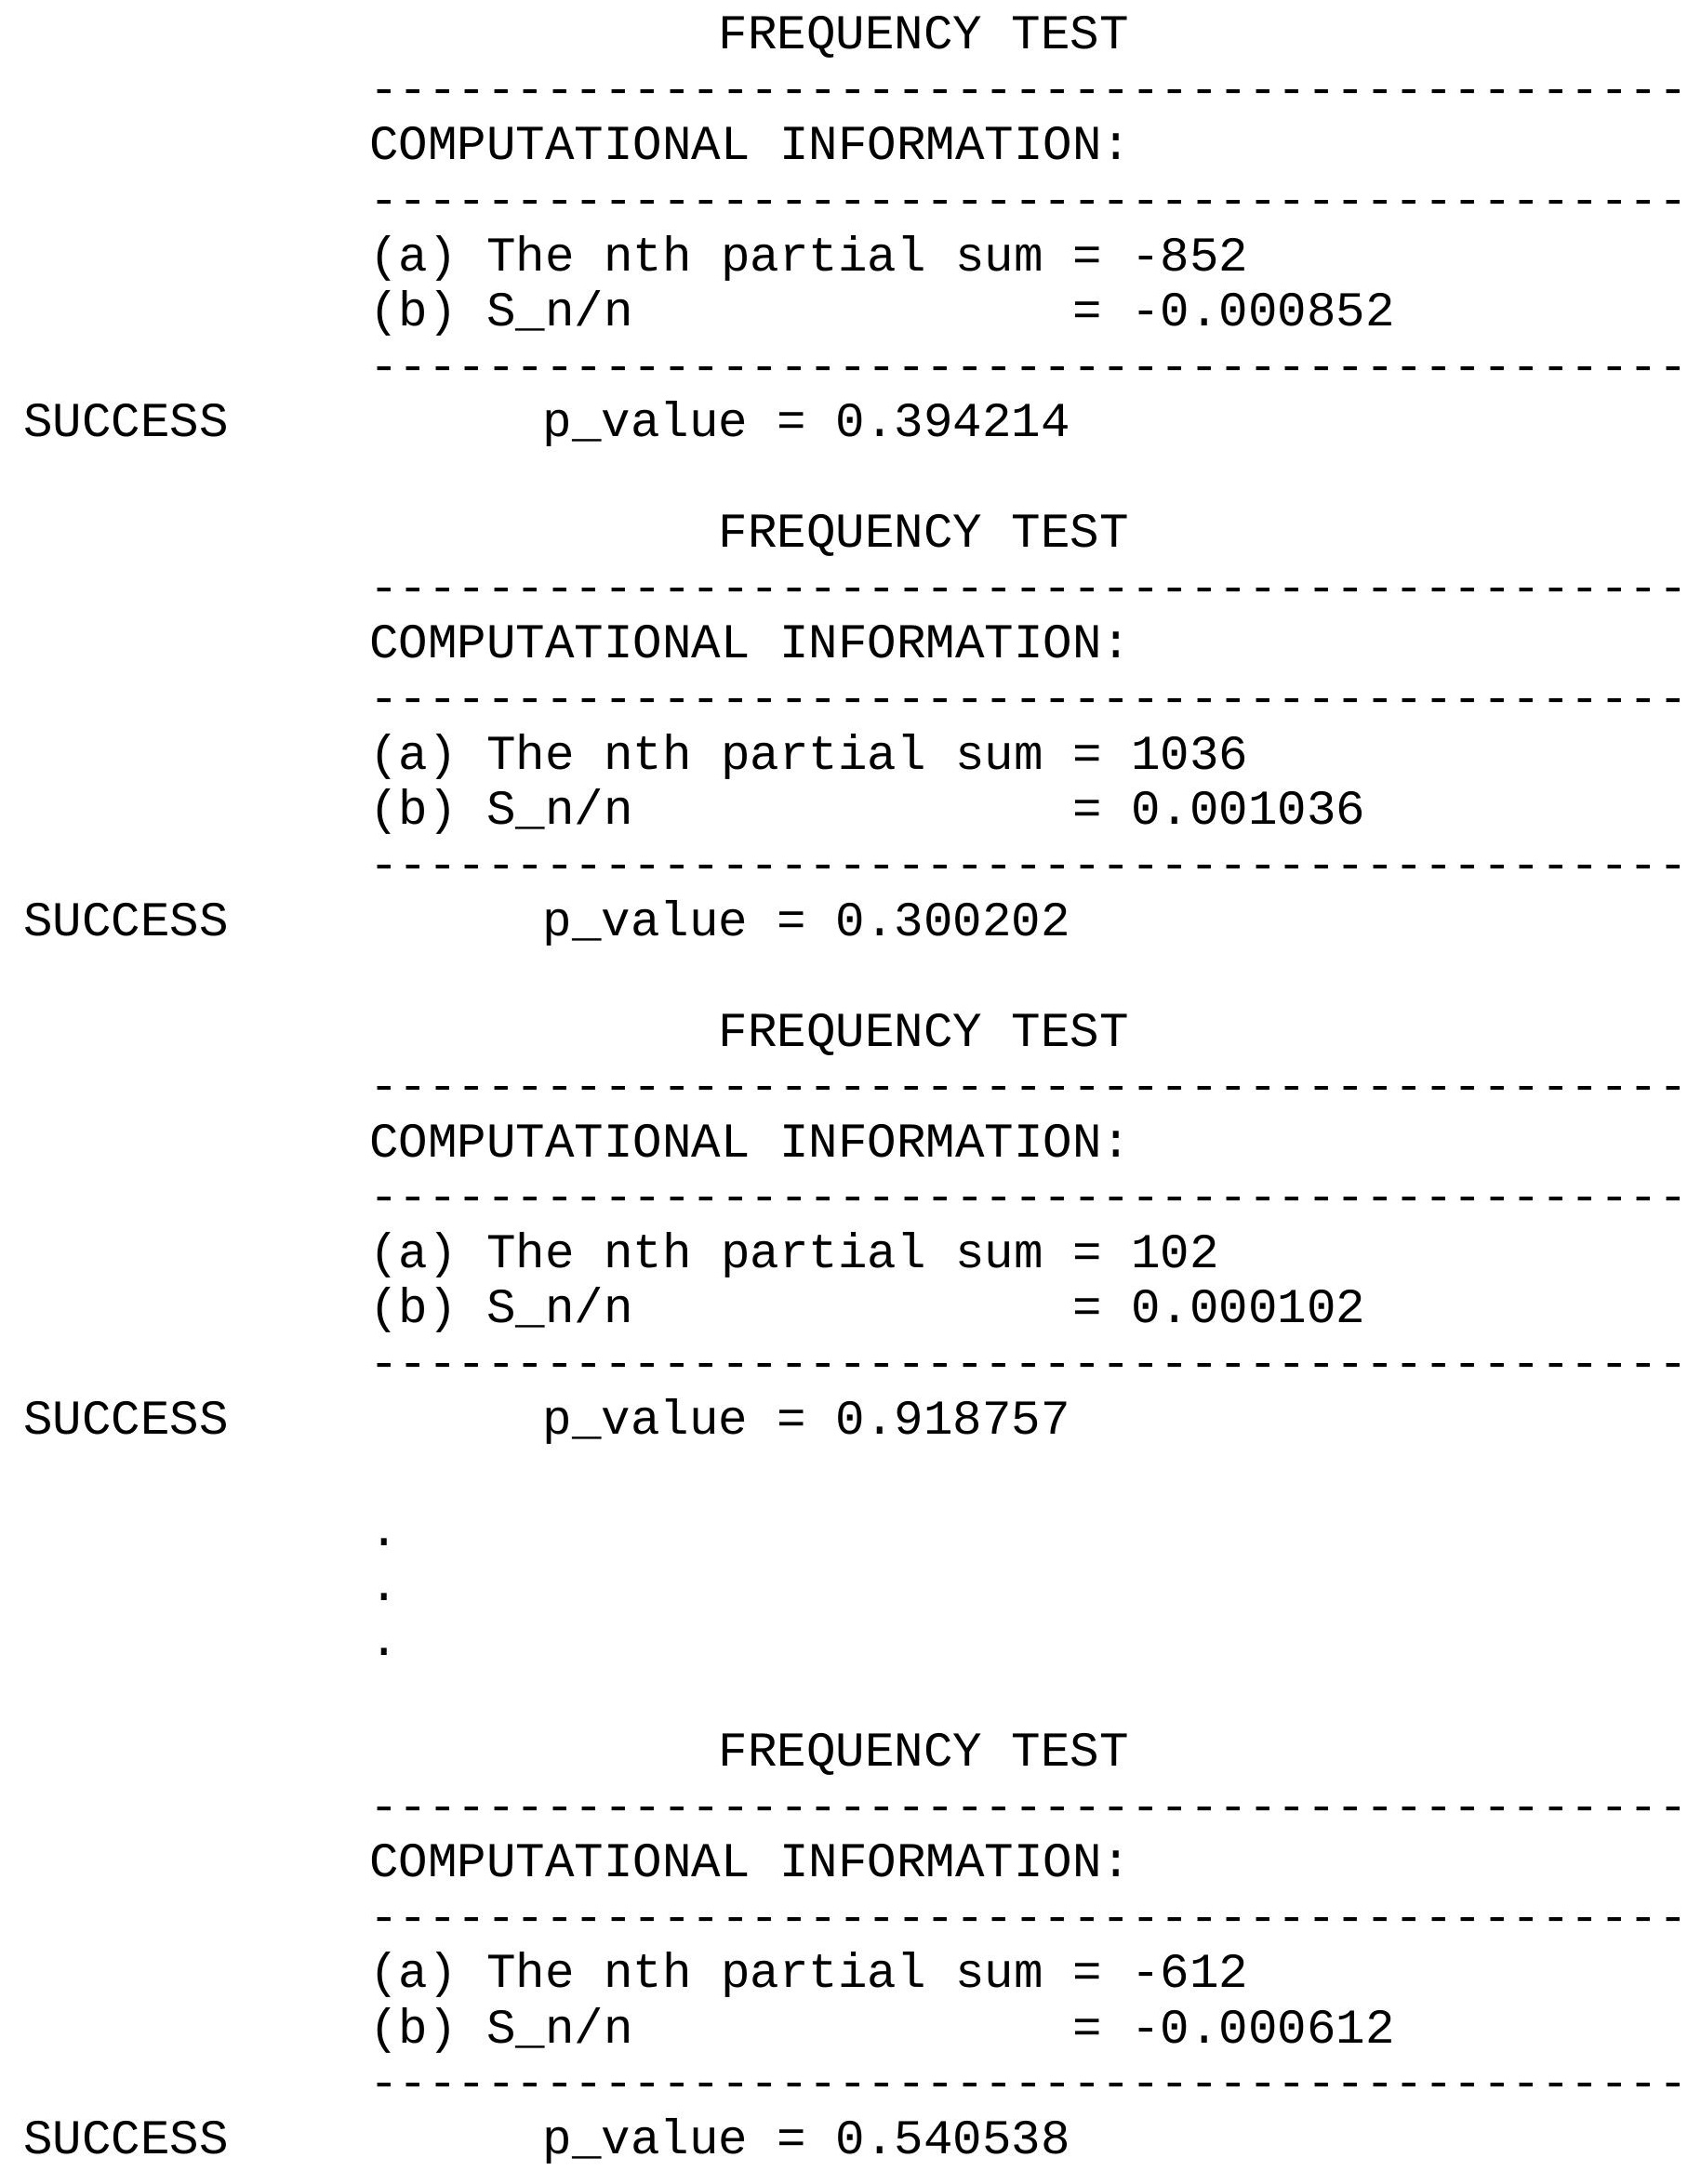 FREQUENCY TEST
---------------------------------------------
COMPUTATIONAL INFORMATION:
---------------------------------------------
(a) The nth partial sum = -852
(b) S_n/n               = -0.000852
---------------------------------------------
SUCCESS p_value = 0.394214
FREQUENCY TEST
---------------------------------------------
COMPUTATIONAL INFORMATION:
---------------------------------------------
(a) The nth partial sum = 1036
(b) S_n/n               = 0.001036
---------------------------------------------
SUCCESS p_value = 0.300202
FREQUENCY TEST
---------------------------------------------
COMPUTATIONAL INFORMATION:
---------------------------------------------
(a) The nth partial sum = 102
(b) S_n/n               = 0.000102
---------------------------------------------
SUCCESS p_value = 0.918757
.
.
.
FREQUENCY TEST
---------------------------------------------
COMPUTATIONAL INFORMATION:
---------------------------------------------
(a) The nth partial sum = -612
(b) S_n/n               = -0.000612
---------------------------------------------
SUCCESS p_value = 0.540538